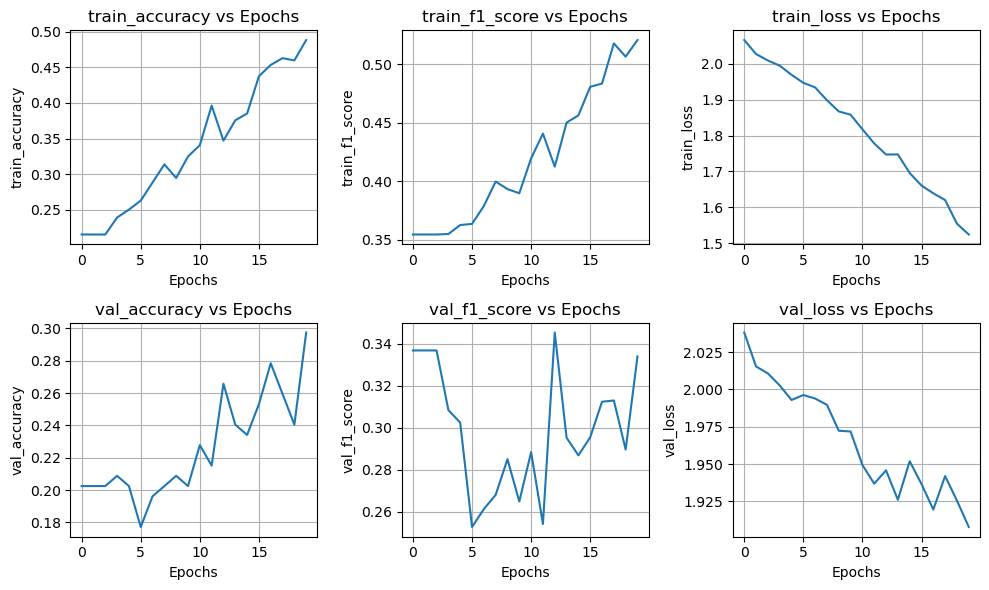 train_accuracy vs Epochs
train_accuracy
0.50
0.45
0.40
0.35
0.30
0.25
0 5 10 15
Epochs
train_f1_score vs Epochs
train_f1_score
0.50
0.45
0.40
0.35
0 5 10 15
Epochs
train_loss vs Epochs
train_loss
2.0
1.9
1.8
1.7
1.6
1.5
0 5 10 15
Epochs
val_accuracy vs Epochs
val_accuracy
0.30
0.28
0.26
0.24
0.22
0.20
0.18
0 5 10 15
Epochs
val_f1_score vs Epochs
val_f1_score
0.34
0.32
0.30
0.28
0.26
0 5 10 15
Epochs
val_loss vs Epochs
val_loss
2.025
2.000
1.975
1.950
1.925
0 5 10 15
Epochs